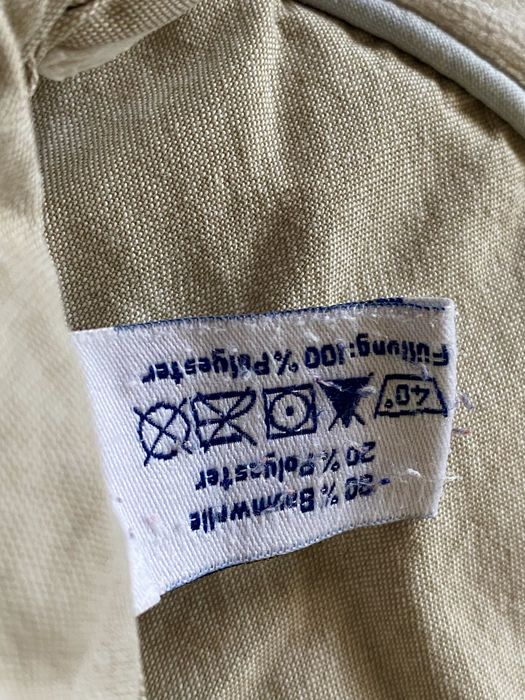 - 80 % Baumwolle
20 % Polyester
40°
Füllung:100 % Polyester